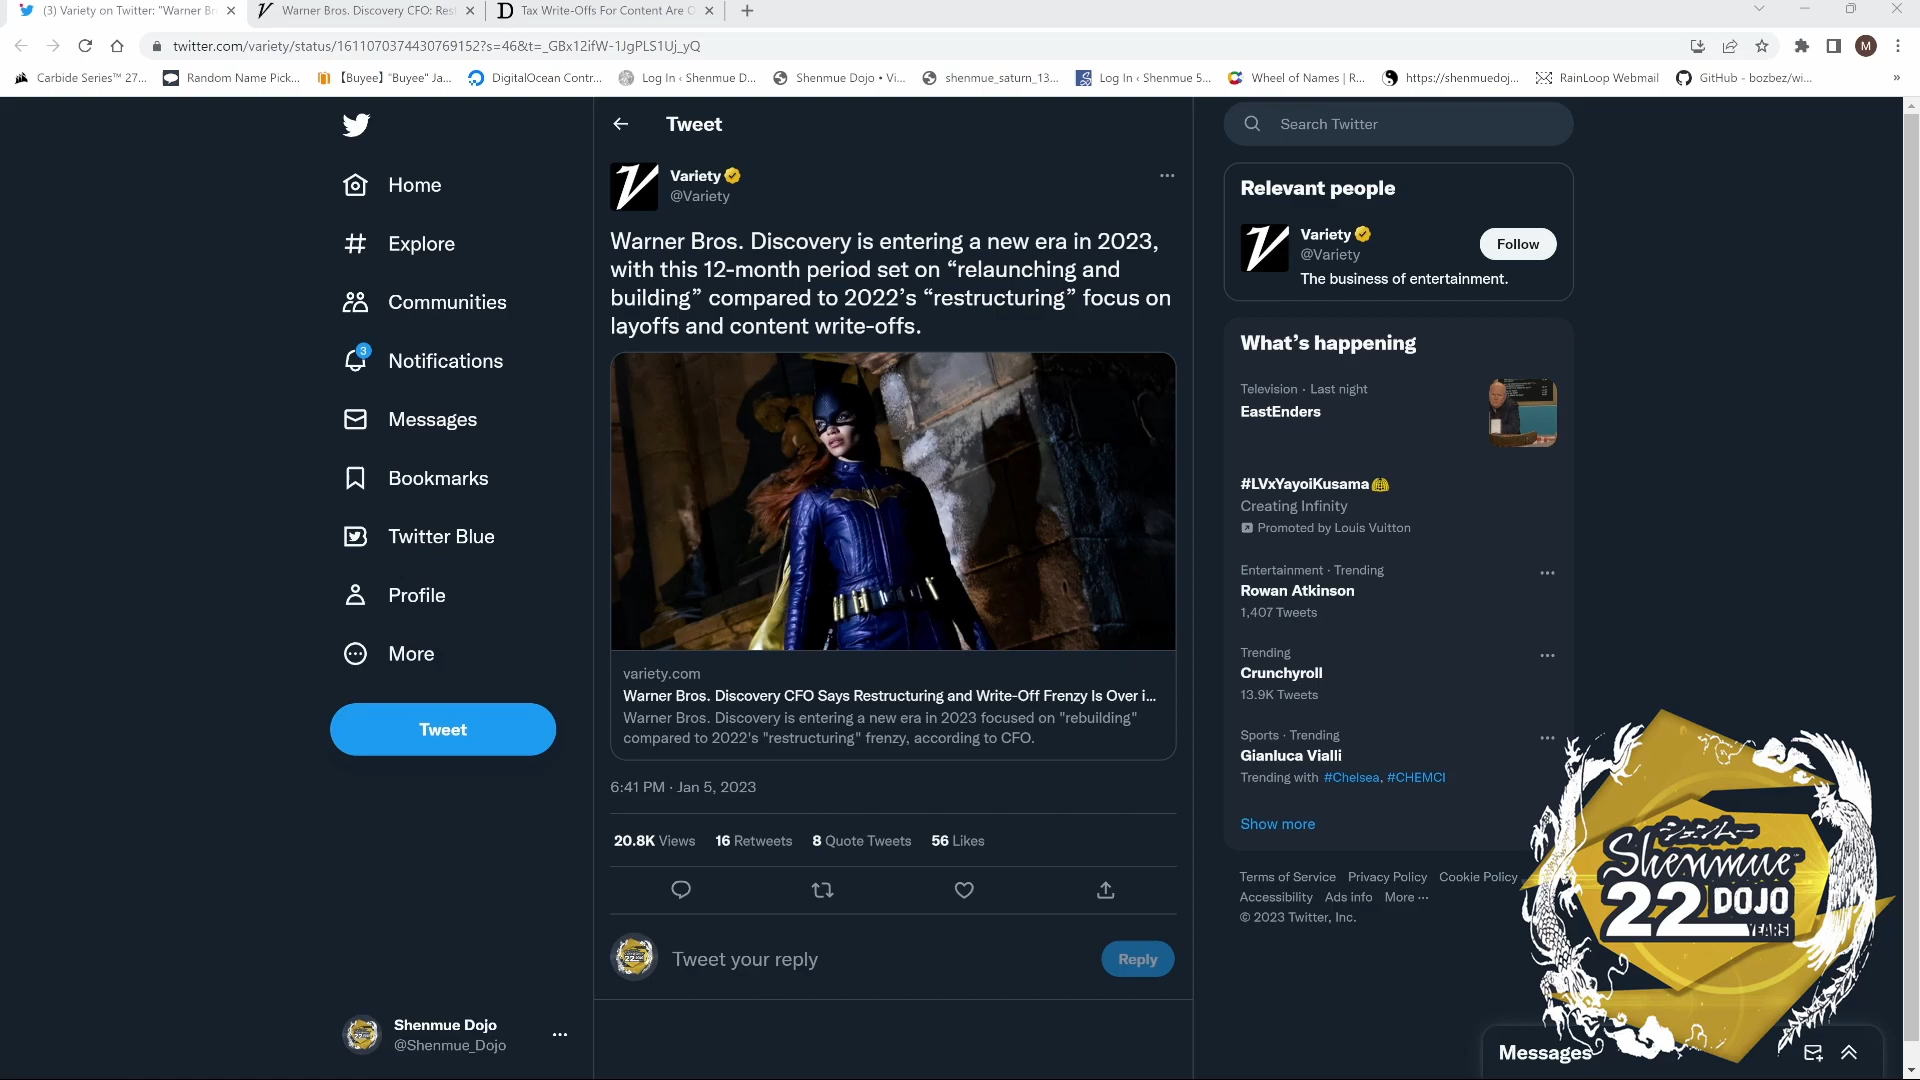 (3) Variety on Twitter: "Warner Br
Warner Bros. Discovery CFO: Res
Tax Write-Offs For Content Are O
twitter.com/variety/status/1611070374430769152?s=46&t=_GBx12ifW-1JgPLS1Uj_yQ
M
Carbide Series™ 27...
Random Name Pick...
【Buyee】 "Buyee" Ja...
DigitalOcean Contr...
Log In ‹ Shenmue D...
Shenmue Dojo • Vi...
shenmue_saturn_13...
Log In ‹ Shenmue 5...
Wheel of Names | R...
https://shenmuedoj...
RainLoop Webmail
GitHub - bozbez/wi...
»
Home
Explore
Communities
3
Notifications
Messages
Bookmarks
Twitter Blue
Profile
More
Tweet
Shenmue Dojo
@Shenmue_Dojo
Tweet
Variety
@Variety
Warner Bros. Discovery is entering a new era in 2023,
with this 12-month period set on “relaunching and
building” compared to 2022’s “restructuring” focus on
layoffs and content write-offs.
variety.com
Warner Bros. Discovery CFO Says Restructuring and Write-Off Frenzy Is Over i...
Warner Bros. Discovery is entering a new era in 2023 focused on "rebuilding"
compared to 2022's "restructuring" frenzy, according to CFO.
6:41 PM · Jan 5, 2023
20.8K Views 16 Retweets 8 Quote Tweets 56 Likes
Tweet your reply
Reply
Search Twitter
Relevant people
Variety
@Variety
Follow
The business of entertainment.
What’s happening
Television · Last night
EastEnders
#LVxYayoiKusama
Creating Infinity
Promoted by Louis Vuitton
Entertainment · Trending
Rowan Atkinson
1,407 Tweets
Trending
Crunchyroll
13.9K Tweets
Sports · Trending
Gianluca Vialli
Trending with #Chelsea, #CHEMCI
Show more
Terms of Service Privacy Policy Cookie Policy
Accessibility Ads info More ···
© 2023 Twitter, Inc.
シェンムー
Shenmue
22 DOJO
YEARS!
Messages